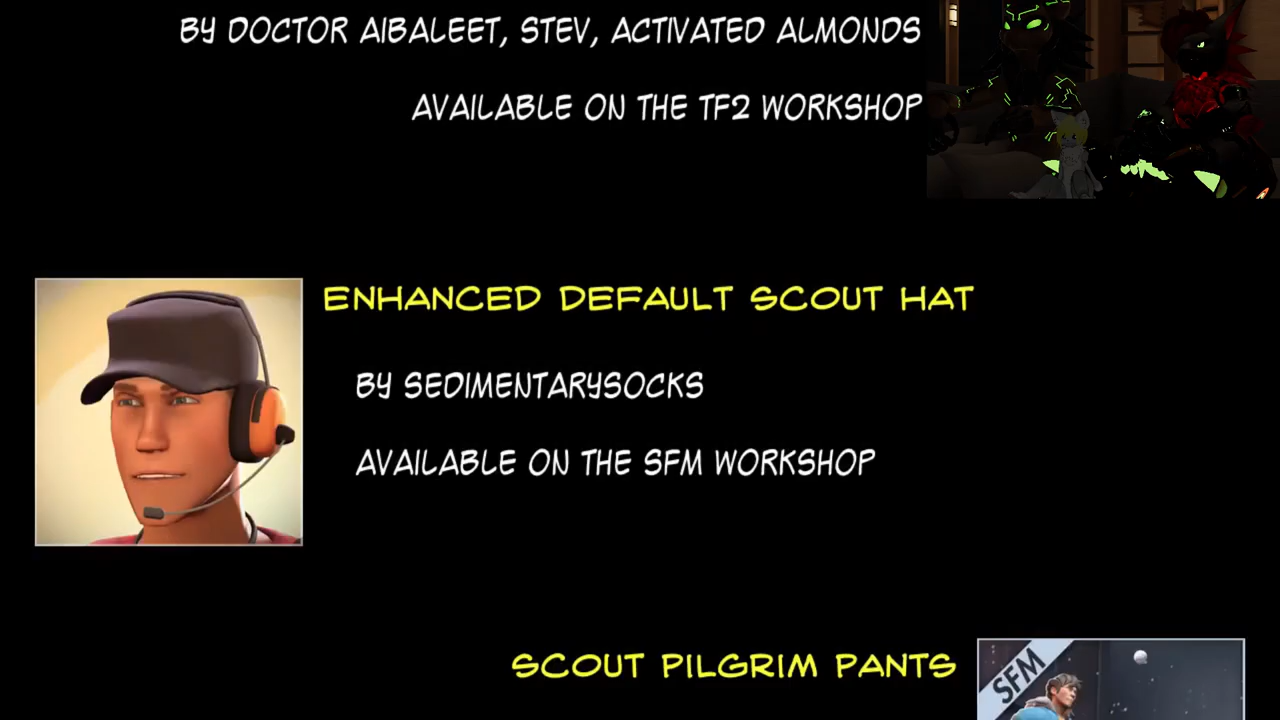 BY DOCTOR AIBALEET, STEV, ACTIVATED ALMONDS
AVAILABLE ON THE TF2 WORKSHOP
ENHANCED DEFAULT SCOUT HAT
BY SEDIMENTARYSOCKS
AVAILABLE ON THE SFM WORKSHOP
SCOUT PILGRIM PANTS
SFM